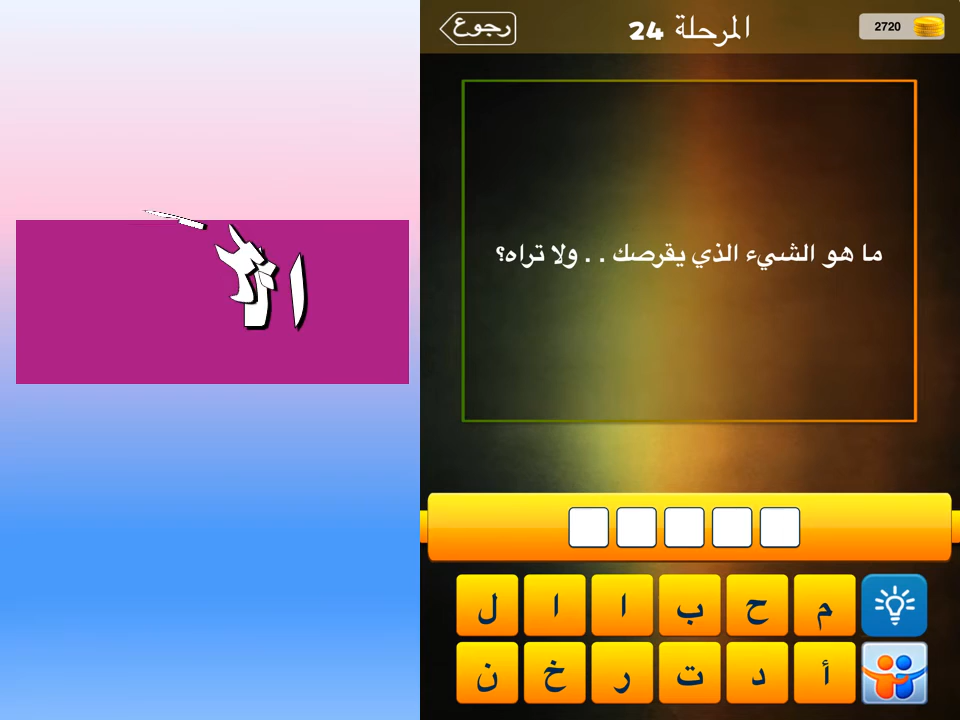 رجوع
المرحلة 24
2720
ما هو الشيء الذي يقرصك . . ولا تراه؟
م ح ب ا ا ل
أ د ت ر خ ن